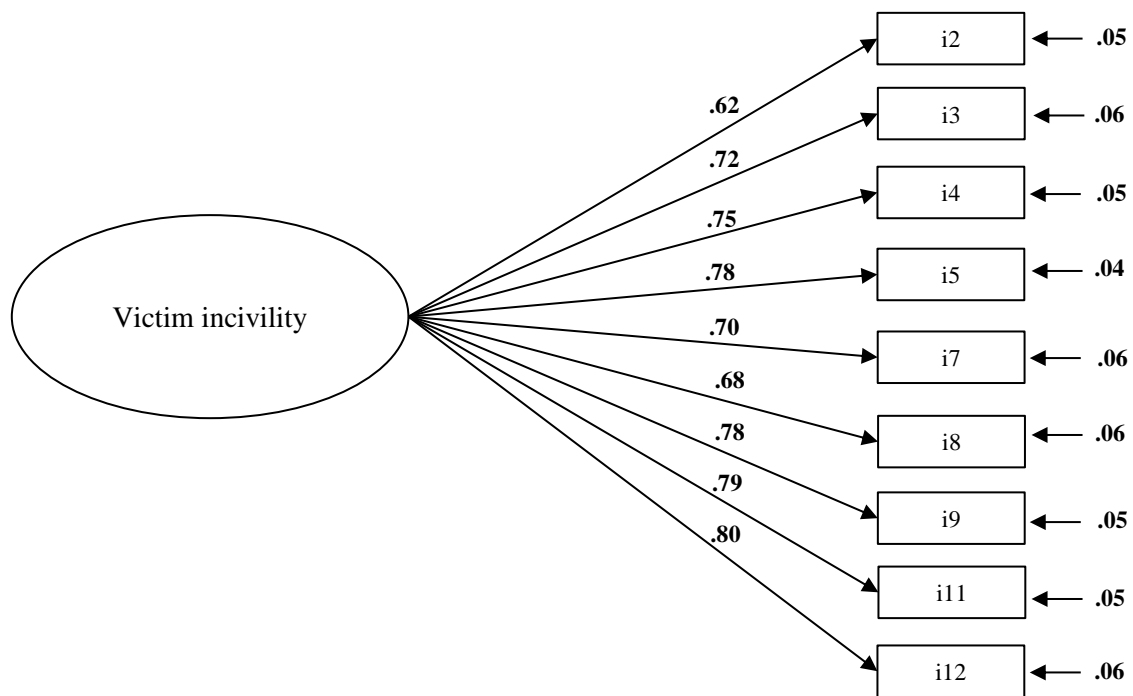 i2
.05
.62
i3
.06
.72
i4
.05
.75
i5
.04
.78
Victim incivility
.70
i7
.06
.68
i8
.06
.78
i9
.05
.79
.80
i11
.05
i12
.06